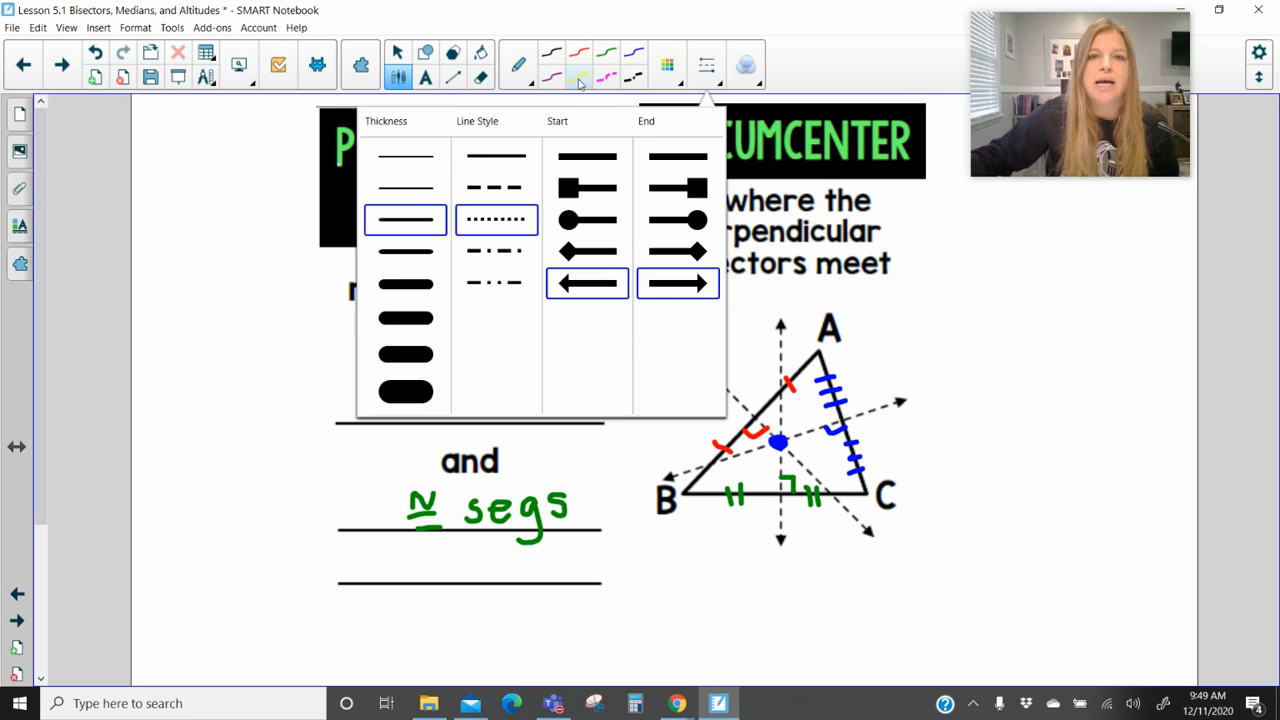 Lesson 5.1 Bisectors, Medians, and Altitudes * - SMART Notebook
File Edit View Insert Format Tools Add-ons Account Help
Thickness Line Style Start End
P
CUMCENTER
where the
rpendicular
ectors meet
A
B
C
and
≅ segs
Type here to search
9:49 AM
12/11/2020
4